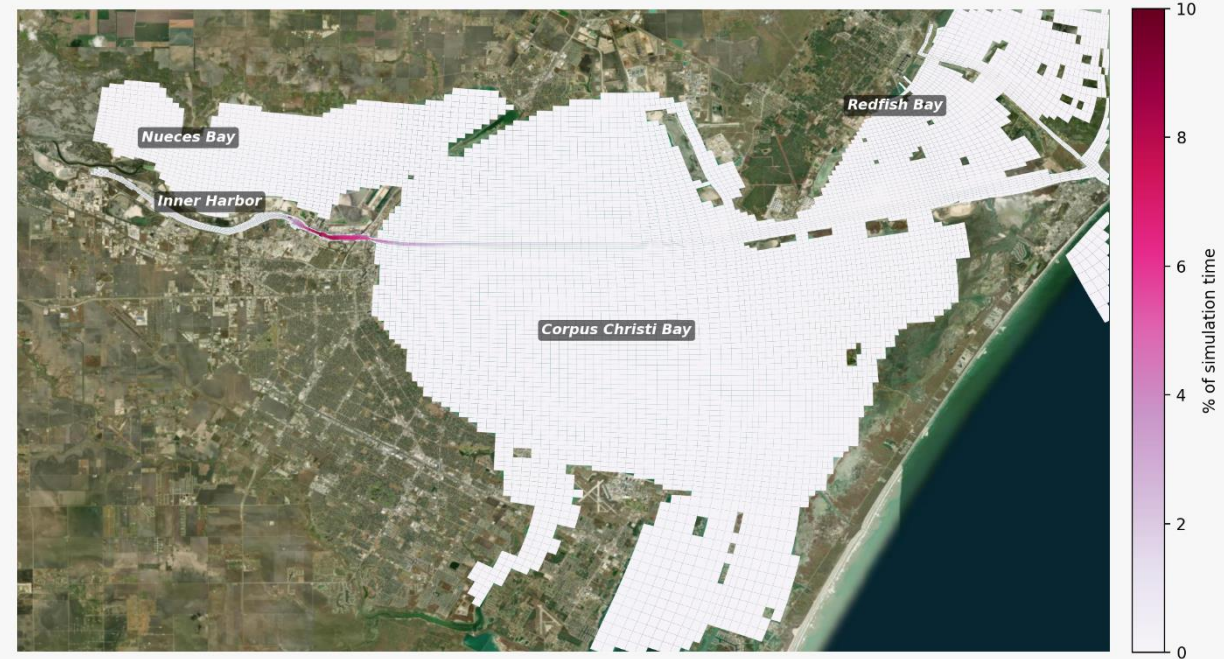 10
Redfish Bay
Nueces Bay
8
Inner Harbor
6
Corpus Christi Bay
% of simulation time
4
2
0